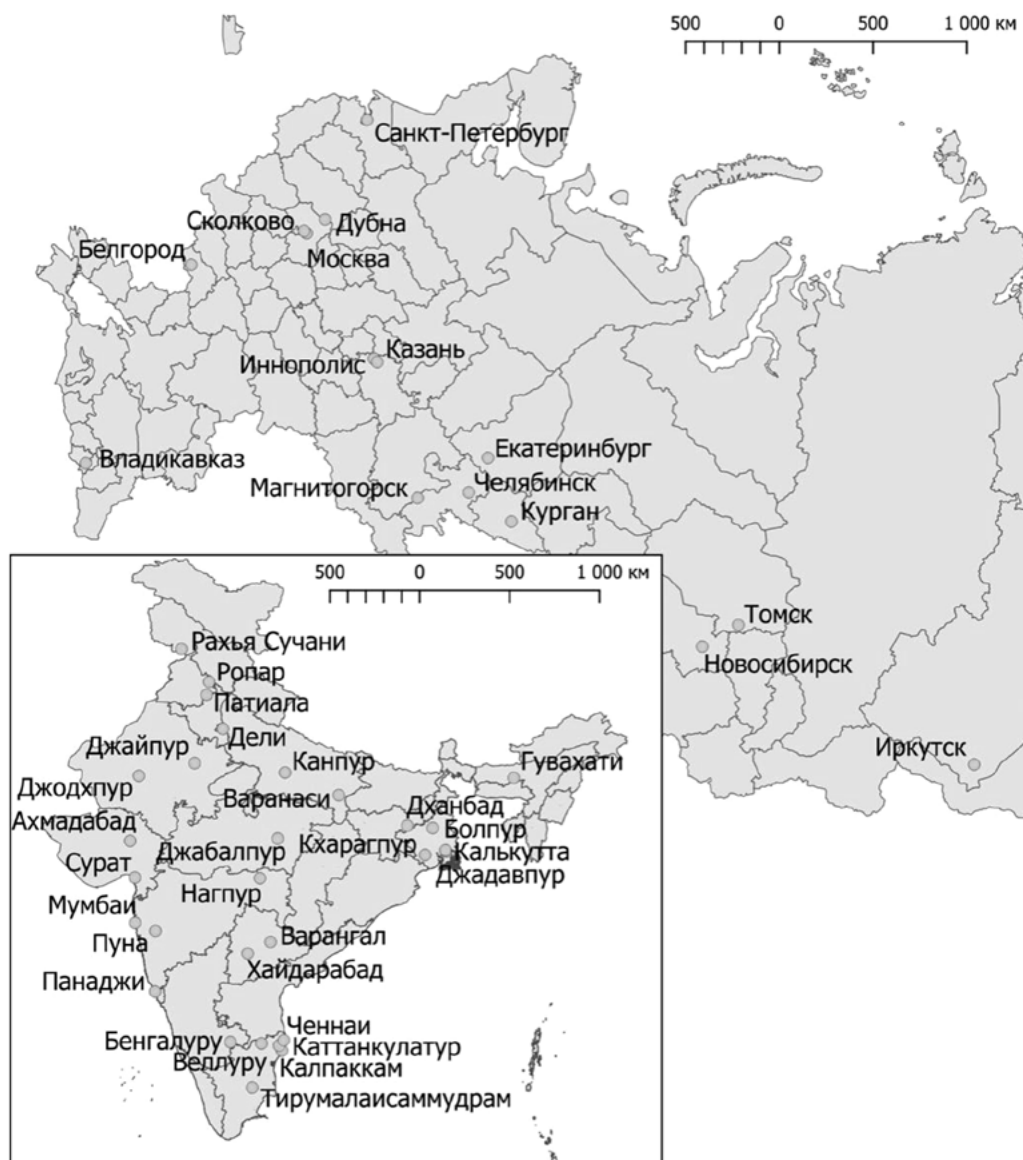 500 0 500 1 000 км
Санкт-Петербург
Сколково
Дубна
Белгород
Москва
Казань
Иннополис
Екатеринбург
Владикавказ
Челябинск
Магнитогорск
Курган
500 0 500 1 000 км
Томск
Рахья Сучани
Новосибирск
Ропар
Патиала
Дели
Джайпур
Иркутск
Гувахати
Канпур
Джодхпур
Варанаси
Дханбад
Ахмадабад
Болпур
Кхарагпур
Джабалпур
Калькутта
Сурат
Джадавпур
Нагпур
Мумбаи
Варангал
Пуна
Хайдарабад
Панаджи
Ченнаи
Бенгалуру
Каттанкулатур
Веллуру
Калпаккам
Тирумалаисаммудрам